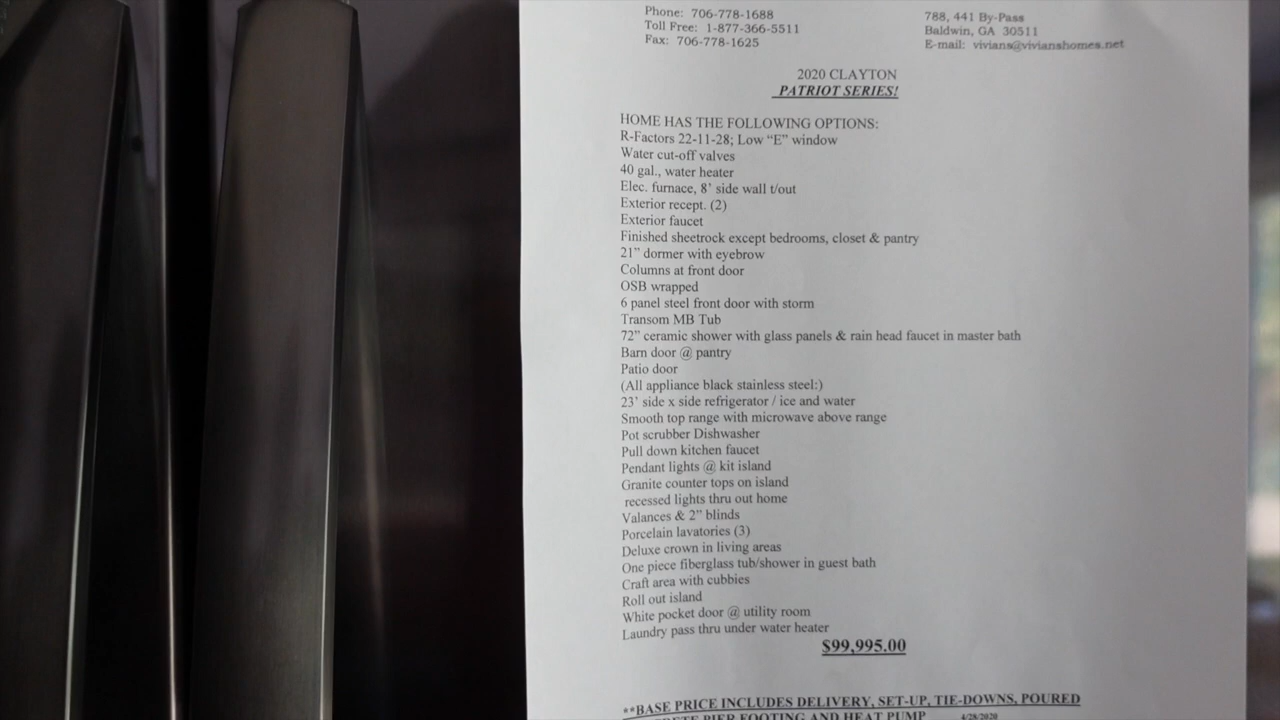 Phone: 706-778-1688
Toll Free: 1-877-366-5511
Fax: 706-778-1625
788, 441 By-Pass
Baldwin, GA 30511
E-mail: vivians@vivianshomes.net
2020 CLAYTON
PATRIOT SERIES!
HOME HAS THE FOLLOWING OPTIONS:
R-Factors 22-11-28; Low “E” window
Water cut-off valves
40 gal., water heater
Elec. furnace, 8’ side wall t/out
Exterior recept. (2)
Exterior faucet
Finished sheetrock except bedrooms, closet & pantry
21” dormer with eyebrow
Columns at front door
OSB wrapped
6 panel steel front door with storm
Transom MB Tub
72” ceramic shower with glass panels & rain head faucet in master bath
Barn door @ pantry
Patio door
(All appliance black stainless steel:)
23’ side x side refrigerator / ice and water
Smooth top range with microwave above range
Pot scrubber Dishwasher
Pull down kitchen faucet
Pendant lights @ kit island
Granite counter tops on island
recessed lights thru out home
Valances & 2” blinds
Porcelain lavatories (3)
Deluxe crown in living areas
One piece fiberglass tub/shower in guest bath
Craft area with cubbies
Roll out island
White pocket door @ utility room
Laundry pass thru under water heater
$99,995.00
**BASE PRICE INCLUDES DELIVERY, SET-UP, TIE-DOWNS, POURED
PIER FOOTING AND HEAT PUMP 4/28/2020